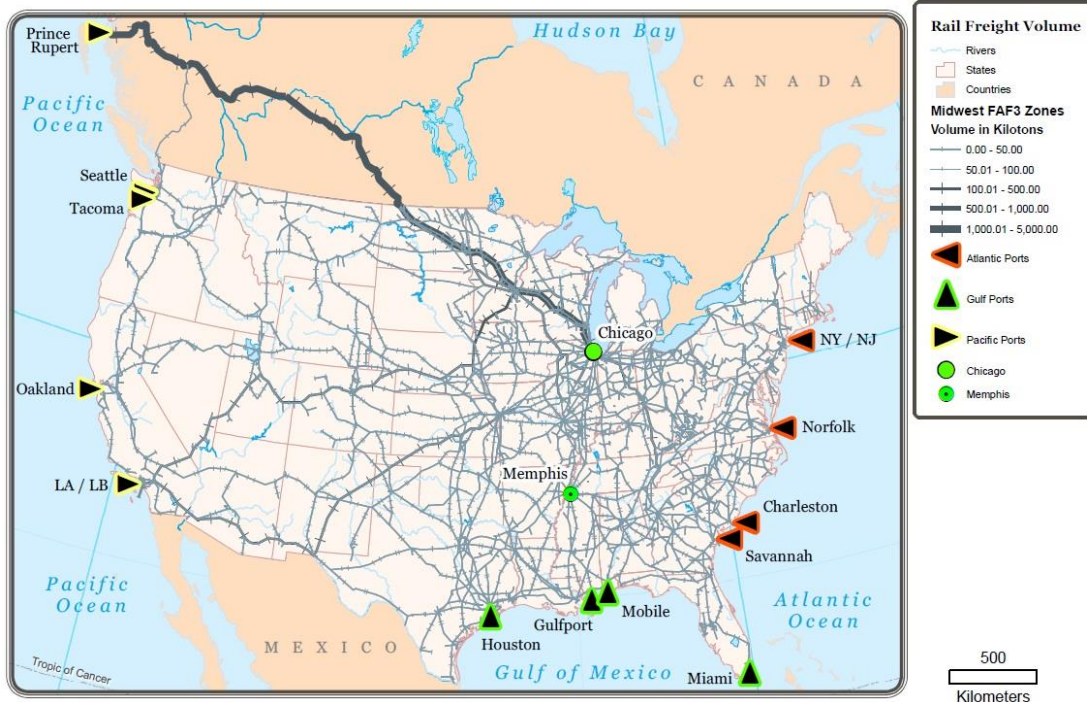 Prince
Rupert
Hudson Bay
CANADA
Pacific
Ocean
Seattle
Tacoma
Chicago
NY / NJ
Oakland
Norfolk
LA / LB
Memphis
Charleston
Savannah
Pacific
Ocean
Atlantic
Ocean
Mobile
Gulfport
Houston
MEXICO
Gulf of Mexico
Miami
Tropic of Cancer
Rail Freight Volume
Rivers
States
Countries
Midwest FAF3 Zones
Volume in Kilotons
0.00 - 50.00
50.01 - 100.00
100.01 - 500.00
500.01 - 1,000.00
1,000.01 - 5,000.00
Atlantic Ports
Gulf Ports
Pacific Ports
Chicago
Memphis
500
Kilometers